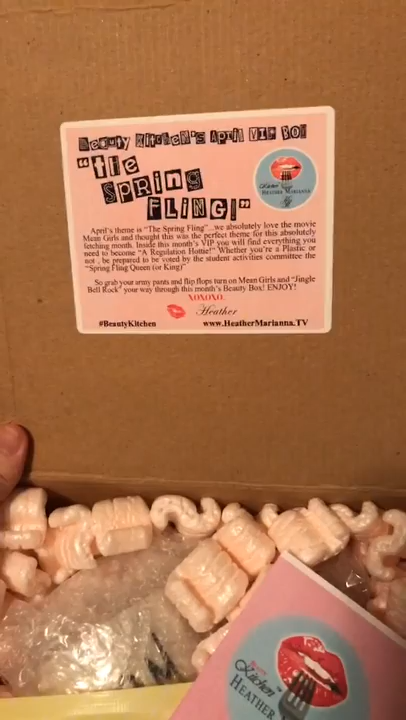 Beauty Kitchen's April VIP Box
"the
SPRING
FLING!"
Kitchen
HEATHER MARIANNA
April's theme is "The Spring Fling"...we absolutely love the movie
Mean Girls and thought this was the perfect theme for this absolutely
fetching month. Inside this month's VIP you will find everything you
need to become "A Regulation Hottie!" Whether you're a Plastic or
not , be prepared to be voted by the student activities committee the
"Spring Fling Queen (or King)"
So grab your army pants and flip flops turn on Mean Girls and "Jingle
Bell Rock" your way through this month's Beauty Box! ENJOY!
XOXOXO,
Heather
#BeautyKitchen
www.HeatherMarianna.TV
Kitchen
HEATHER